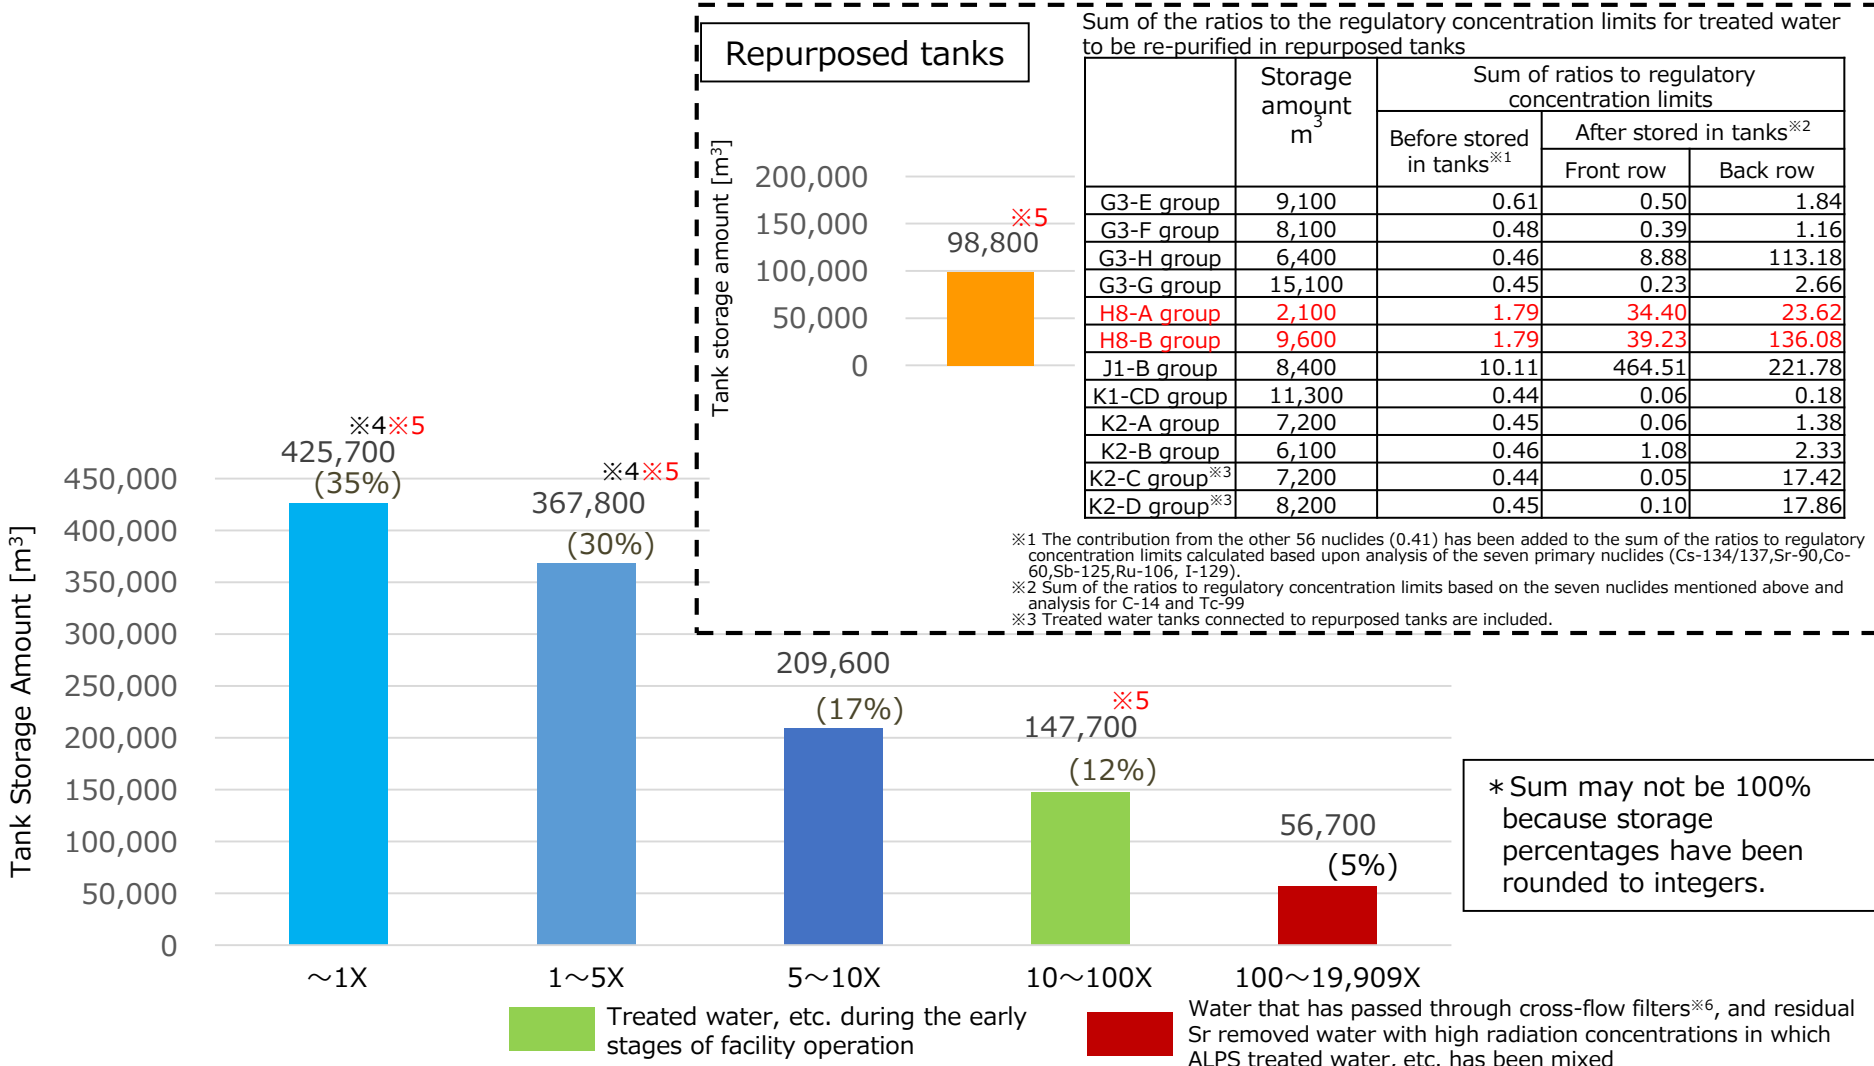 Repurposed tanks
Tank storage amount [m³]
200,000
150,000
100,000
50,000
0
※5
98,800
Sum of the ratios to the regulatory concentration limits for treated water
to be re-purified in repurposed tanks
Storage amount m³
Sum of ratios to regulatory concentration limits
Before stored in tanks※1
After stored in tanks※2
Front row
Back row
G3-E group 9,100 0.61 0.50 1.84
G3-F group 8,100 0.48 0.39 1.16
G3-H group 6,400 0.46 8.88 113.18
G3-G group 15,100 0.45 0.23 2.66
H8-A group 2,100 1.79 34.40 23.62
H8-B group 9,600 1.79 39.23 136.08
J1-B group 8,400 10.11 464.51 221.78
K1-CD group 11,300 0.44 0.06 0.18
K2-A group 7,200 0.45 0.06 1.38
K2-B group 6,100 0.46 1.08 2.33
K2-C group※3 7,200 0.44 0.05 17.42
K2-D group※3 8,200 0.45 0.10 17.86
※1 The contribution from the other 56 nuclides (0.41) has been added to the sum of the ratios to regulatory
concentration limits calculated based upon analysis of the seven primary nuclides (Cs-134/137,Sr-90,Co-
60,Sb-125,Ru-106, I-129).
※2 Sum of the ratios to regulatory concentration limits based on the seven nuclides mentioned above and
analysis for C-14 and Tc-99
※3 Treated water tanks connected to repurposed tanks are included.
Tank Storage Amount [m³]
450,000
400,000
350,000
300,000
250,000
200,000
150,000
100,000
50,000
0
※4※5
425,700
(35%)
※4※5
367,800
(30%)
209,600
(17%)
※5
147,700
(12%)
56,700
(5%)
～1X
1～5X
5～10X
10～100X
100～19,909X
＊Sum may not be 100%
because storage
percentages have been
rounded to integers.
Treated water, etc. during the early
stages of facility operation
Water that has passed through cross-flow filters※6, and residual
Sr removed water with high radiation concentrations in which
ALPS treated water, etc. has been mixed